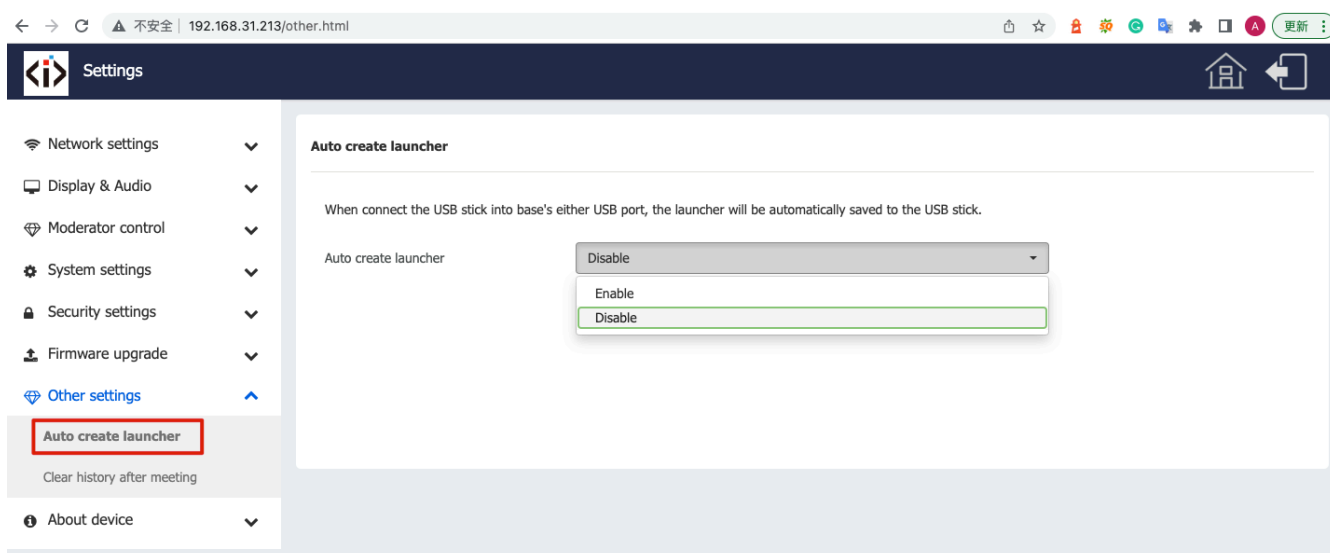 不安全 | 192.168.31.213/other.html
A
更新
<i>
Settings
Network settings
Display & Audio
Moderator control
System settings
Security settings
Firmware upgrade
Other settings
Auto create launcher
Clear history after meeting
About device
Auto create launcher
When connect the USB stick into base's either USB port, the launcher will be automatically saved to the USB stick.
Auto create launcher
Disable
Enable
Disable